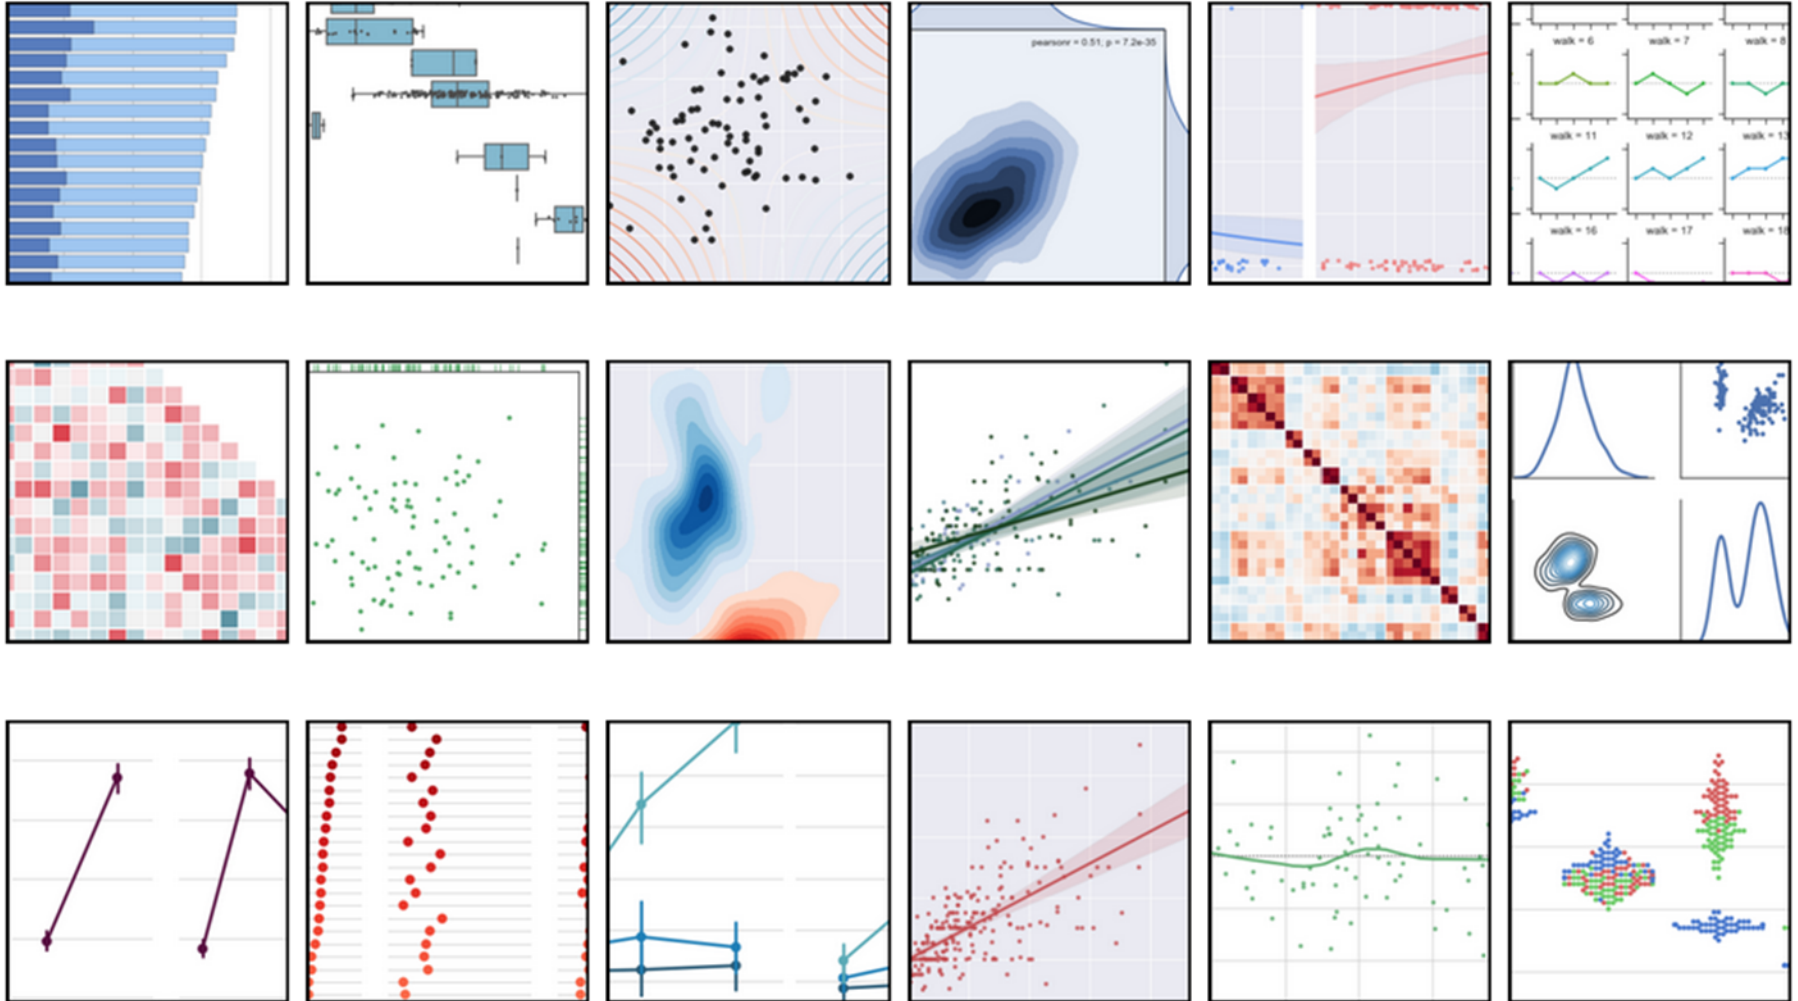 pearsonr = 0.51; p = 7.2e-35
walk = 6
walk = 7
walk = 8
walk = 11
walk = 12
walk = 13
walk = 16
walk = 17
walk = 18